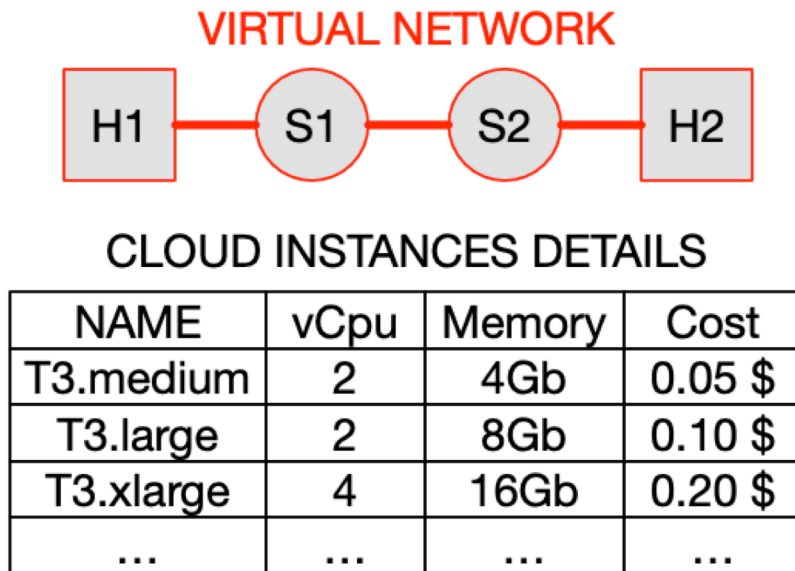 VIRTUAL NETWORK
H1 S1 S2 H2
CLOUD INSTANCES DETAILS
NAME vCpu Memory Cost
T3.medium 2 4Gb 0.05 $
T3.large 2 8Gb 0.10 $
T3.xlarge 4 16Gb 0.20 $
... ... ... ...